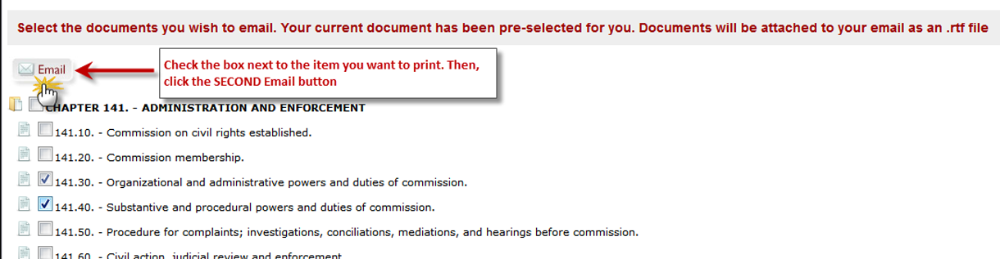 Select the documents you wish to email. Your current document has been pre-selected for you. Documents will be attached to your email as an .rtf file
Email
Check the box next to the item you want to print. Then,
click the SECOND Email button
CHAPTER 141. - ADMINISTRATION AND ENFORCEMENT
141.10. - Commission on civil rights established.
141.20. - Commission membership.
141.30. - Organizational and administrative powers and duties of commission.
141.40. - Substantive and procedural powers and duties of commission.
141.50. - Procedure for complaints; investigations, conciliations, mediations, and hearings before commission.
141.60. - Civil action, judicial review and enforcement.